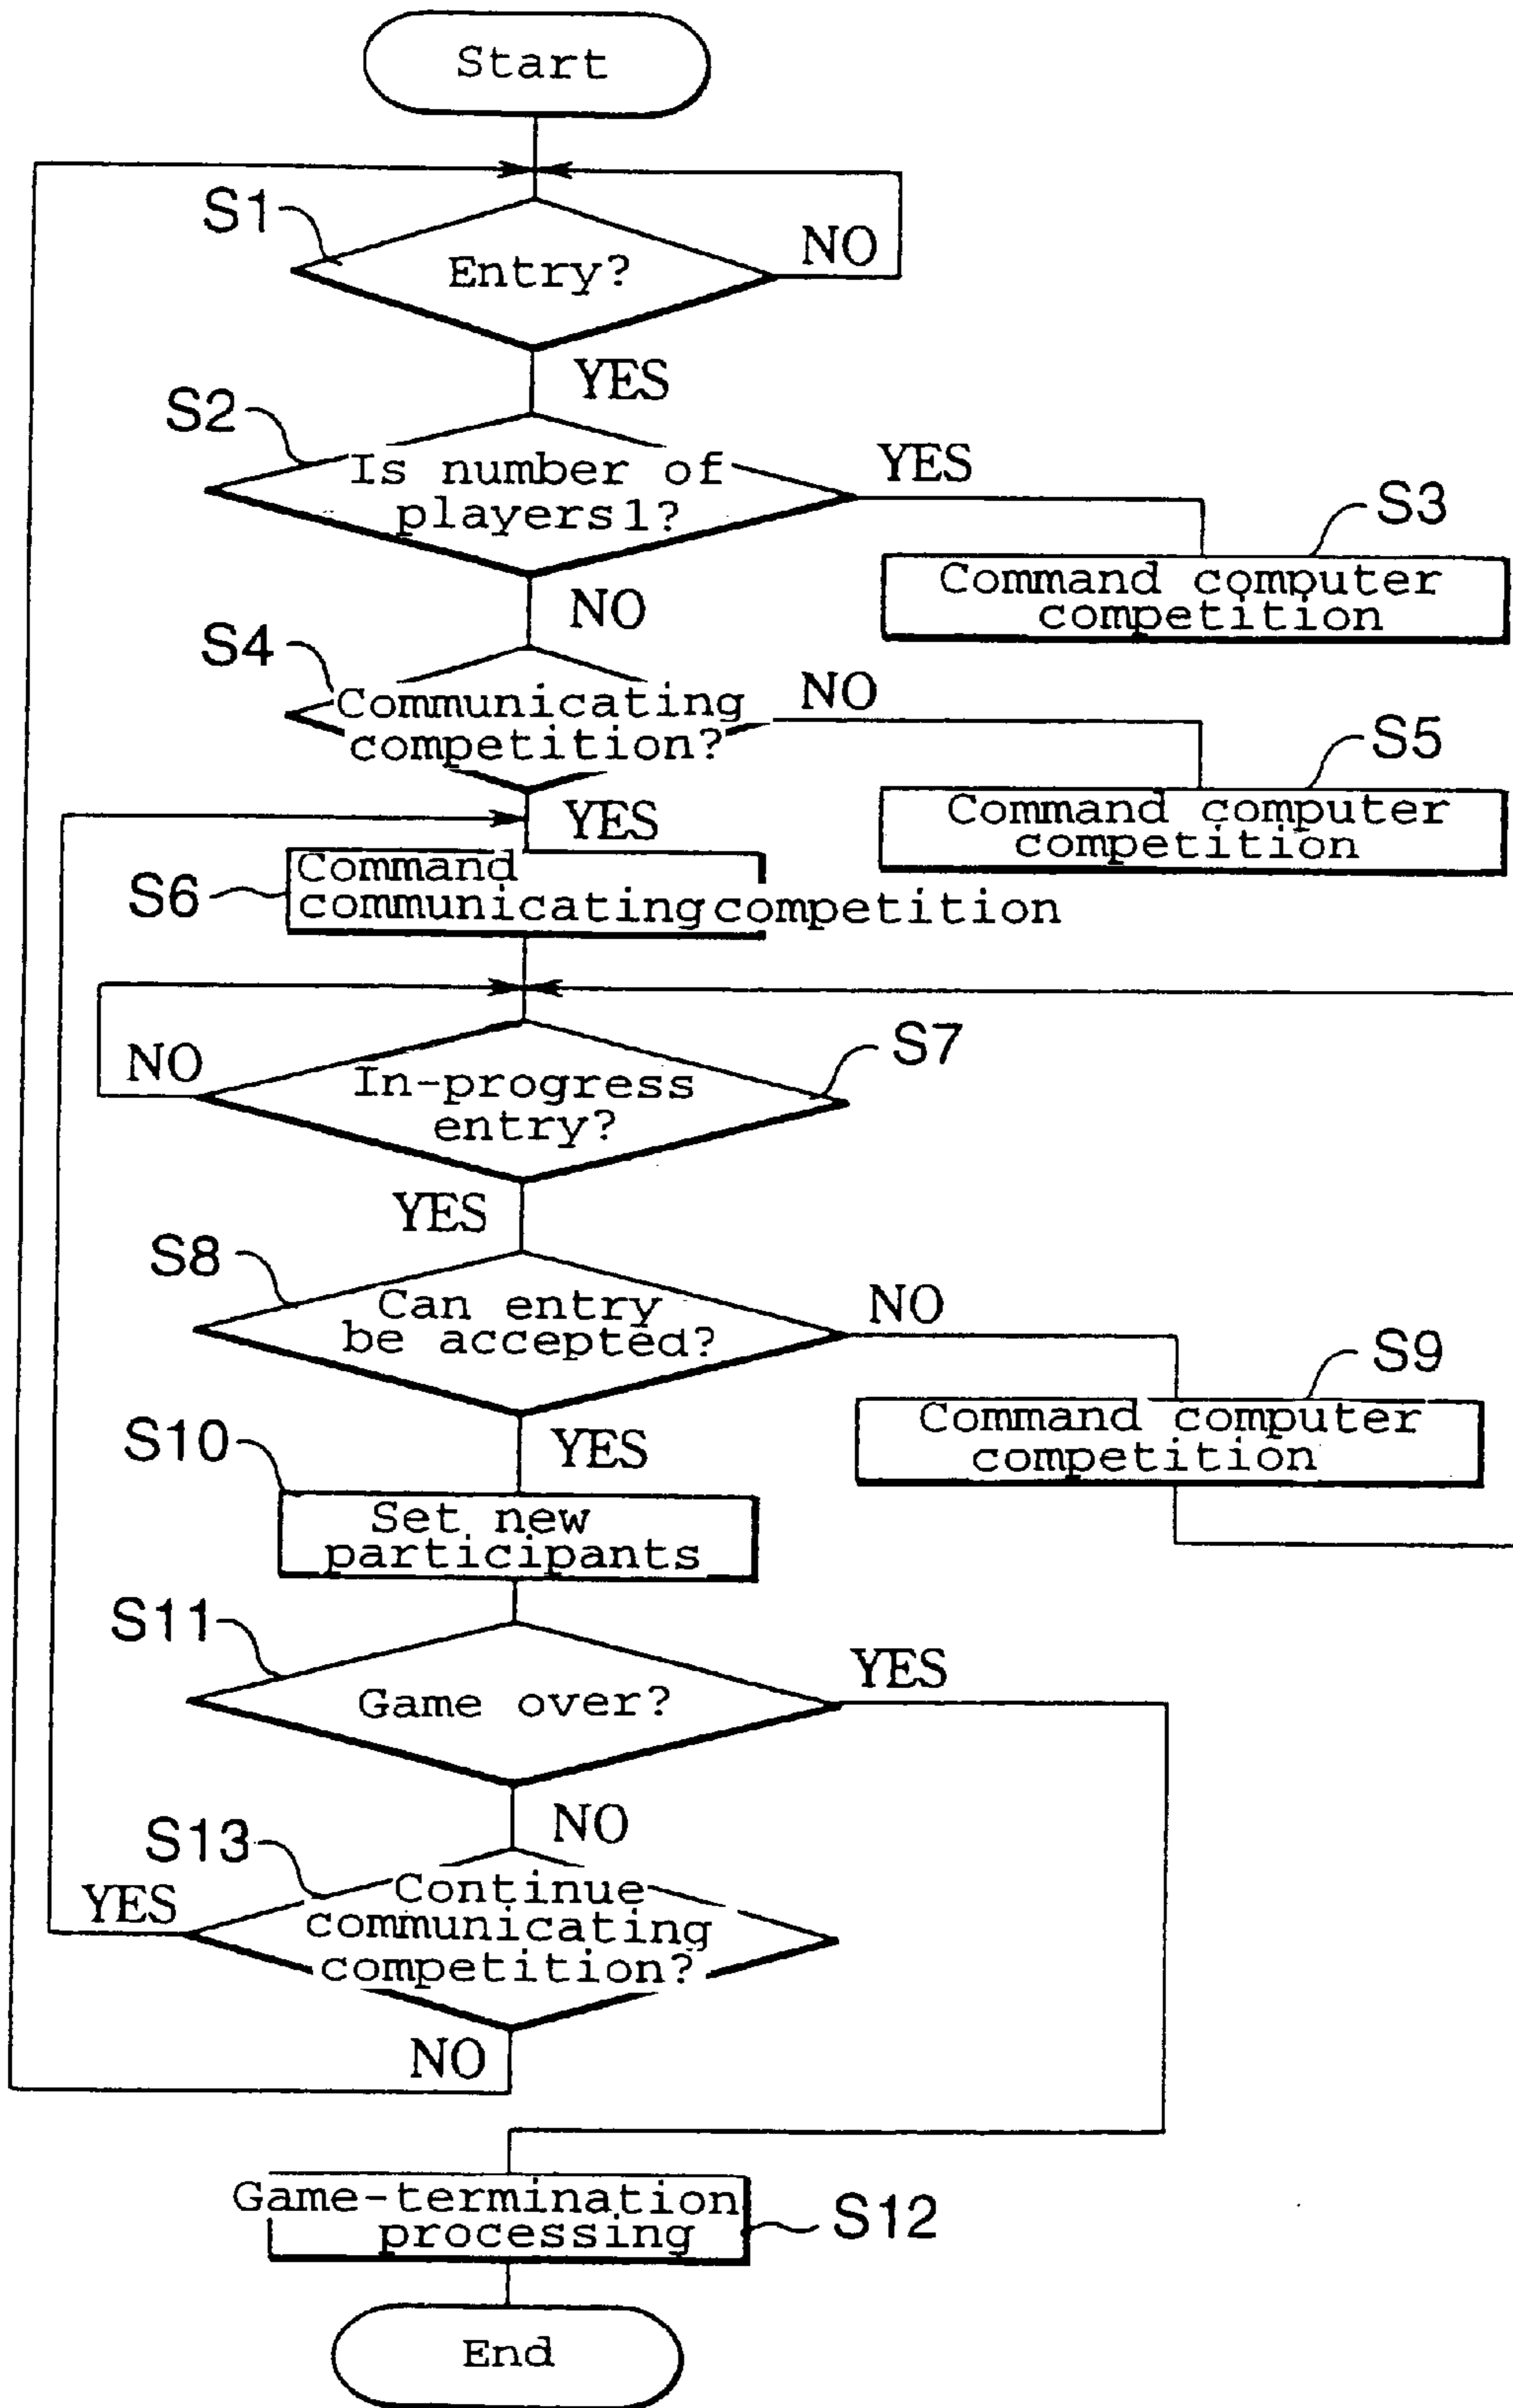 Start
S1
Entry?
NO
YES
S2
Is number of
players1?
YES
S3
Command computer
competition
NO
S4
Communicating
competition?
NO
S5
Command computer
competition
YES
S6
Command
communicating competition
NO
In-progress
entry?
S7
YES
S8
Can entry
be accepted?
NO
S9
Command computer
competition
YES
S10
Set new
participants
S11
Game over?
YES
NO
S13
Continue
communicating
competition?
YES
NO
Game-termination
processing
S12
End